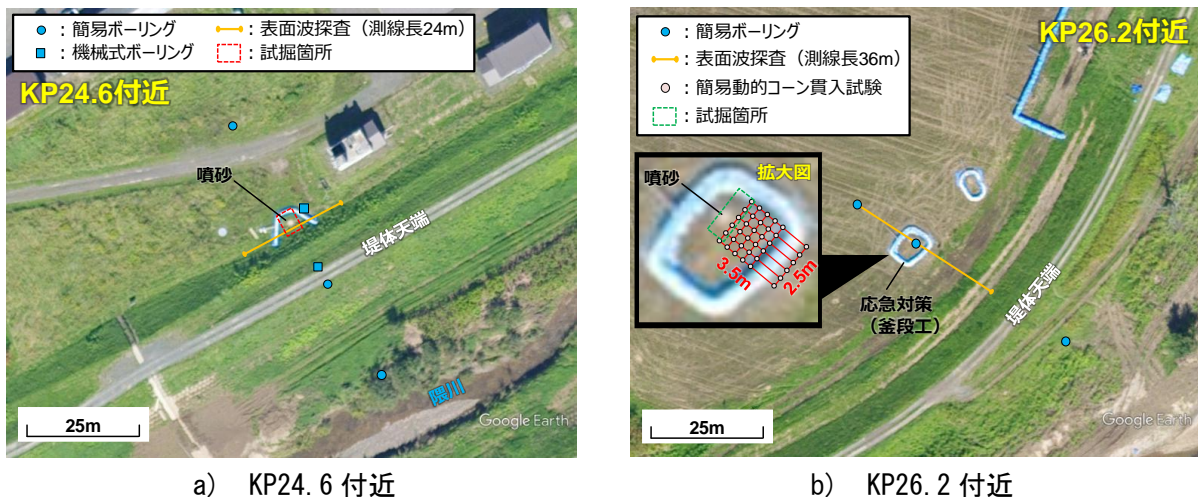 ：簡易ボーリング
：表面波探査（測線長24m）
：機械式ボーリング
：試掘箇所
KP24.6付近
噴砂
堤体天端
隈川
25m
Google Earth
a) KP24.6 付近
：簡易ボーリング
：表面波探査（測線長36m）
：簡易動的コーン貫入試験
：試掘箇所
KP26.2付近
噴砂
拡大図
3.5m
2.5m
応急対策
（釜段工）
堤体天端
25m
Google Earth
b) KP26.2 付近